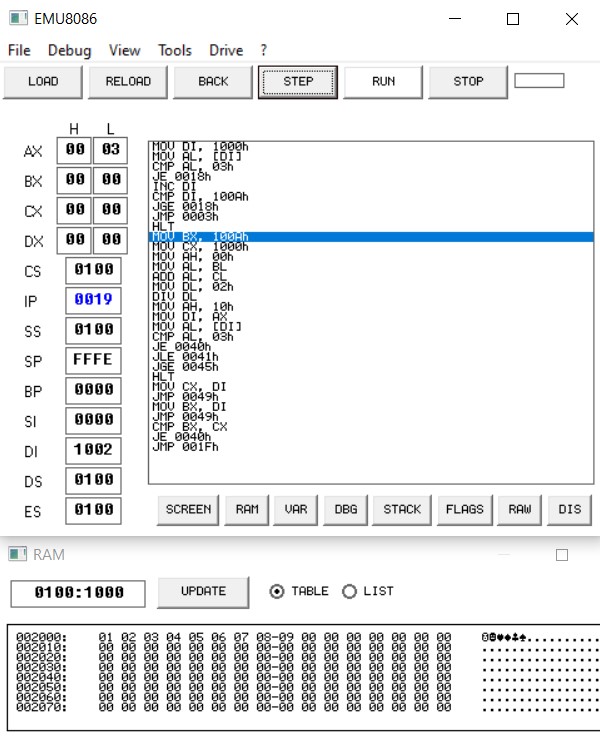 EMU8086
File Debug View Tools Drive ?
LOAD RELOAD BACK STEP RUN STOP
H L
AX 00 03
BX 00 00
CX 00 00
DX 00 00
CS 0100
IP 0019
SS 0100
SP FFFE
BP 0000
SI 0000
DI 1002
DS 0100
ES 0100
MOV DI, 1000h
MOV AL, [DI]
CMP AL, 03h
JE 0018h
INC DI
CMP DI, 100Ah
JGE 0018h
JMP 0003h
HLT
MOV BX, 100Ah
MOV CX, 1000h
MOV AH, 00h
MOV AL, BL
ADD AL, CL
MOV DL, 02h
DIV DL
MOV AH, 10h
MOV DI, AX
MOV AL, [DI]
CMP AL, 03h
JE 0040h
JLE 0041h
JGE 0045h
HLT
MOV CX, DI
JMP 0049h
MOV BX, DI
JMP 0049h
CMP BX, CX
JE 0040h
JMP 001Fh
SCREEN RAM VAR DBG STACK FLAGS RAW DIS
RAM
0100:1000 UPDATE TABLE LIST
002000: 01 02 03 04 05 06 07 08-09 00 00 00 00 00 00 00 ☺☻♥♦♣♠..........
002010: 00 00 00 00 00 00 00 00-00 00 00 00 00 00 00 00 ................
002020: 00 00 00 00 00 00 00 00-00 00 00 00 00 00 00 00 ................
002030: 00 00 00 00 00 00 00 00-00 00 00 00 00 00 00 00 ................
002040: 00 00 00 00 00 00 00 00-00 00 00 00 00 00 00 00 ................
002050: 00 00 00 00 00 00 00 00-00 00 00 00 00 00 00 00 ................
002060: 00 00 00 00 00 00 00 00-00 00 00 00 00 00 00 00 ................
002070: 00 00 00 00 00 00 00 00-00 00 00 00 00 00 00 00 ................